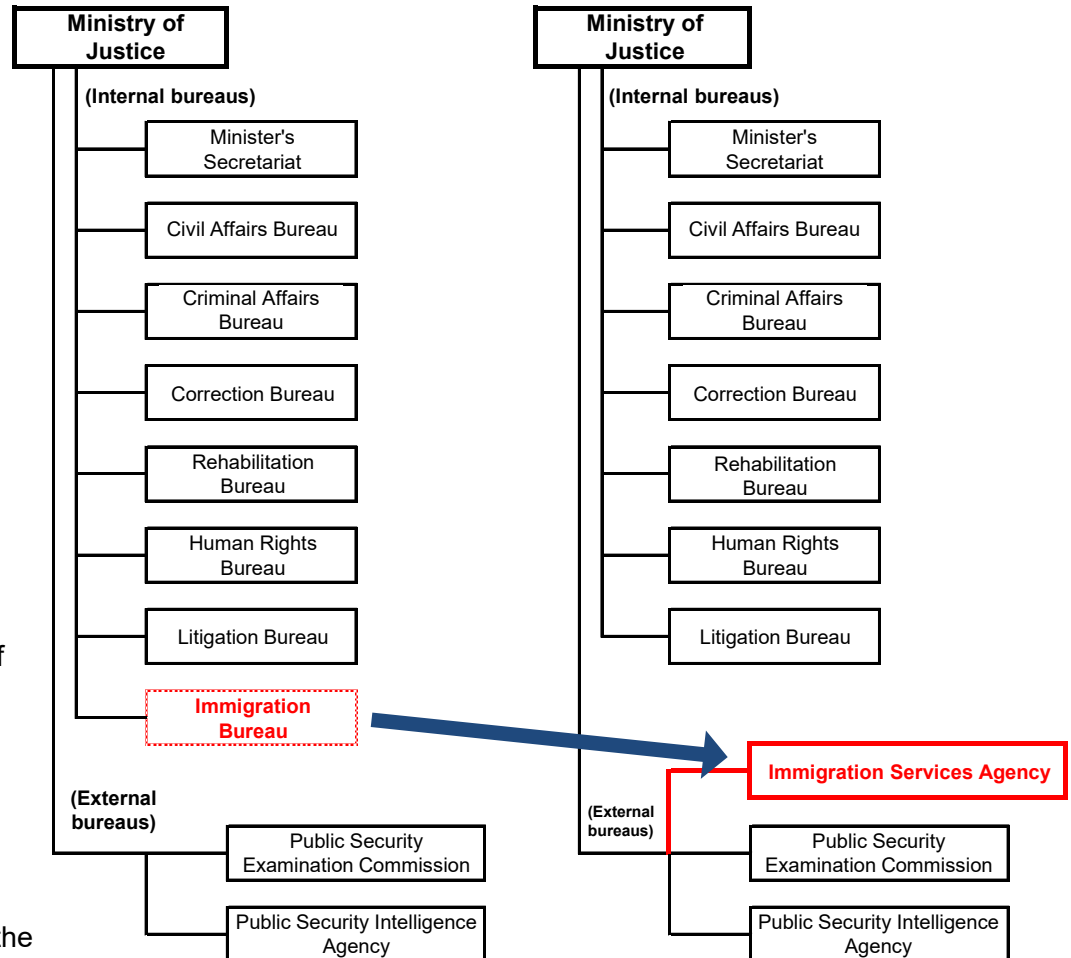 Ministry of
Justice
(Internal bureaus)
Minister's
Secretariat
Civil Affairs Bureau
Criminal Affairs
Bureau
Correction Bureau
Rehabilitation
Bureau
Human Rights
Bureau
Litigation Bureau
Immigration
Bureau
(External
bureaus)
Public Security
Examination Commission
Public Security Intelligence
Agency
Ministry of
Justice
(Internal bureaus)
Minister's
Secretariat
Civil Affairs Bureau
Criminal Affairs
Bureau
Correction Bureau
Rehabilitation
Bureau
Human Rights
Bureau
Litigation Bureau
Immigration Services Agency
(External
bureaus)
Public Security
Examination Commission
Public Security Intelligence
Agency
the